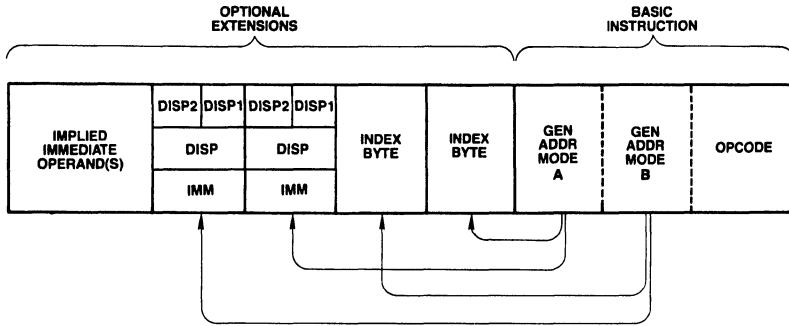 OPTIONAL
EXTENSIONS
BASIC
INSTRUCTION
IMPLIED
IMMEDIATE
OPERAND(S)
DISP2 DISP1
DISP
IMM
DISP2 DISP1
DISP
IMM
INDEX
BYTE
INDEX
BYTE
GEN
ADDR
MODE
A
GEN
ADDR
MODE
B
OPCODE